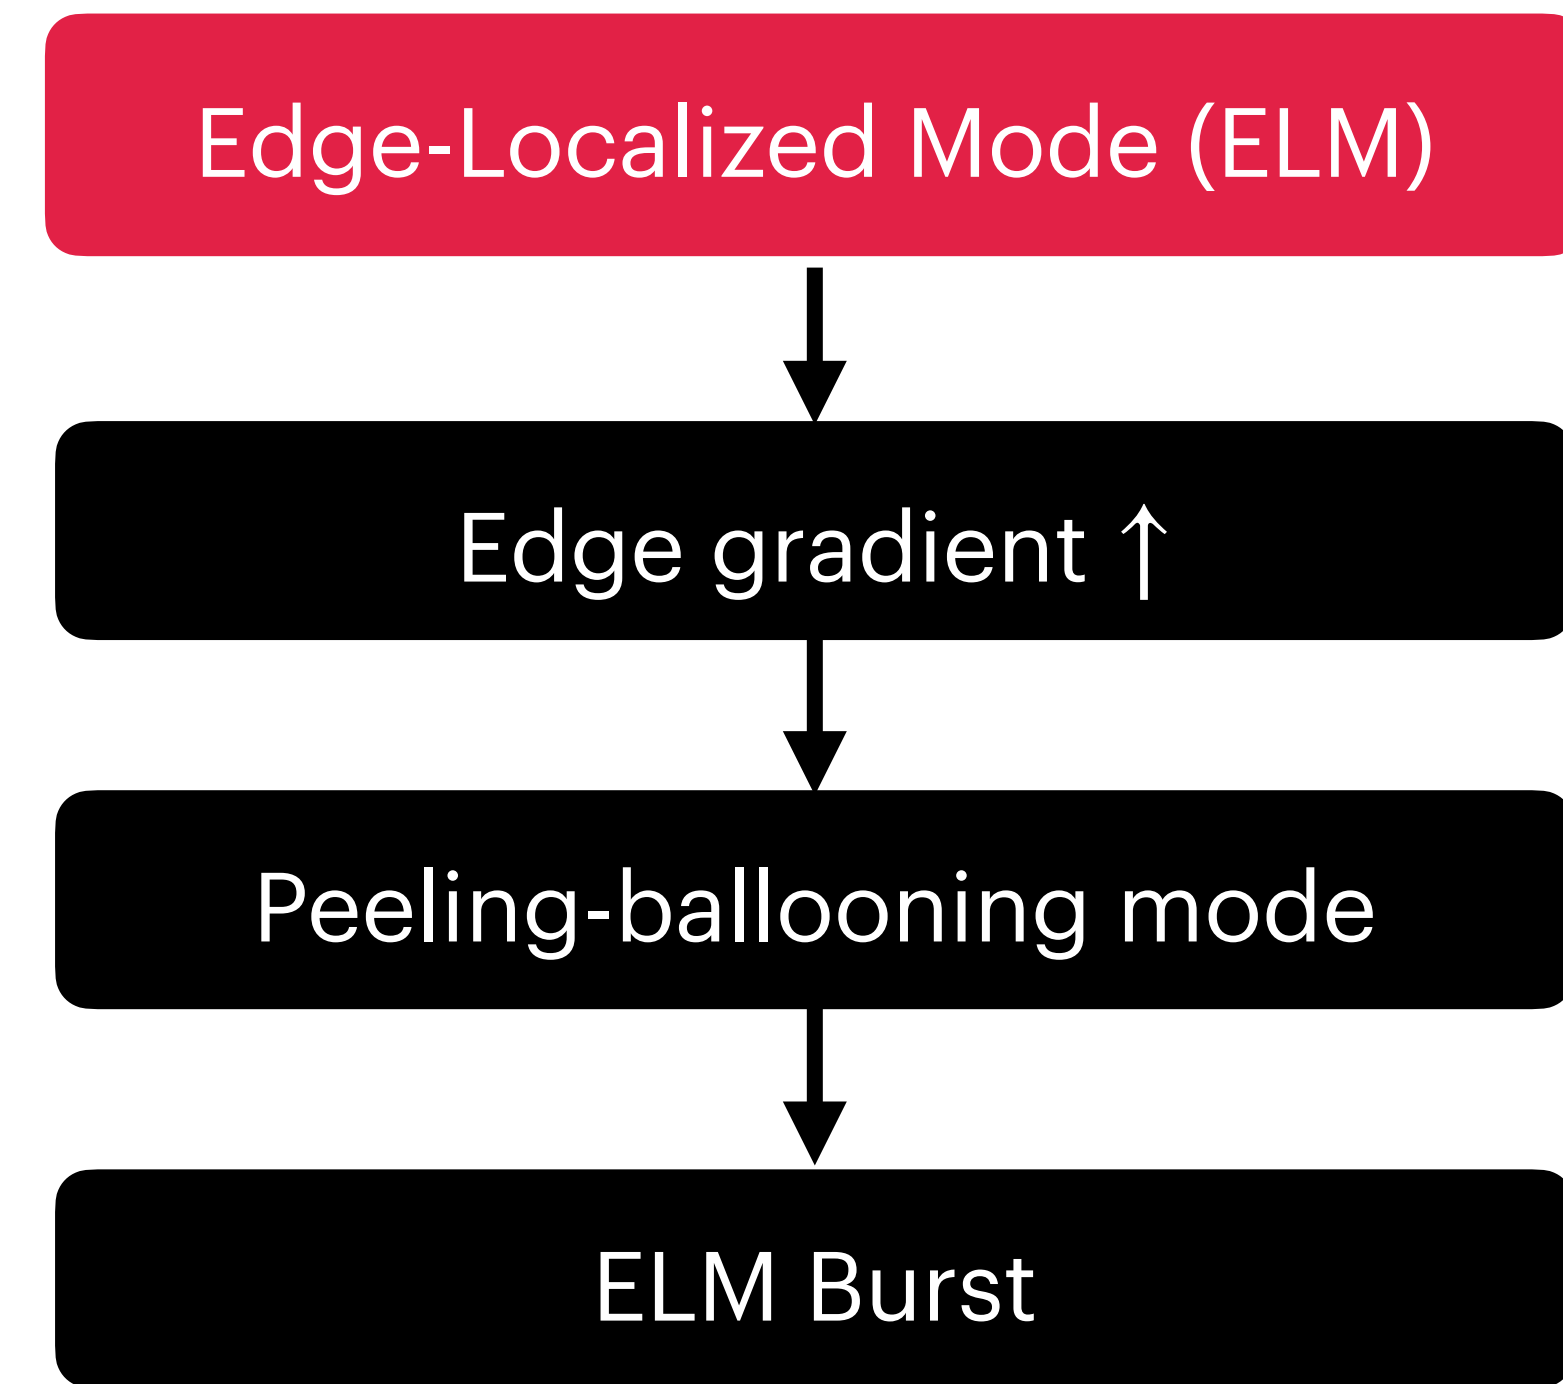 Edge-Localized Mode (ELM)
Edge gradient ↑
Peeling-ballooning mode
ELM Burst